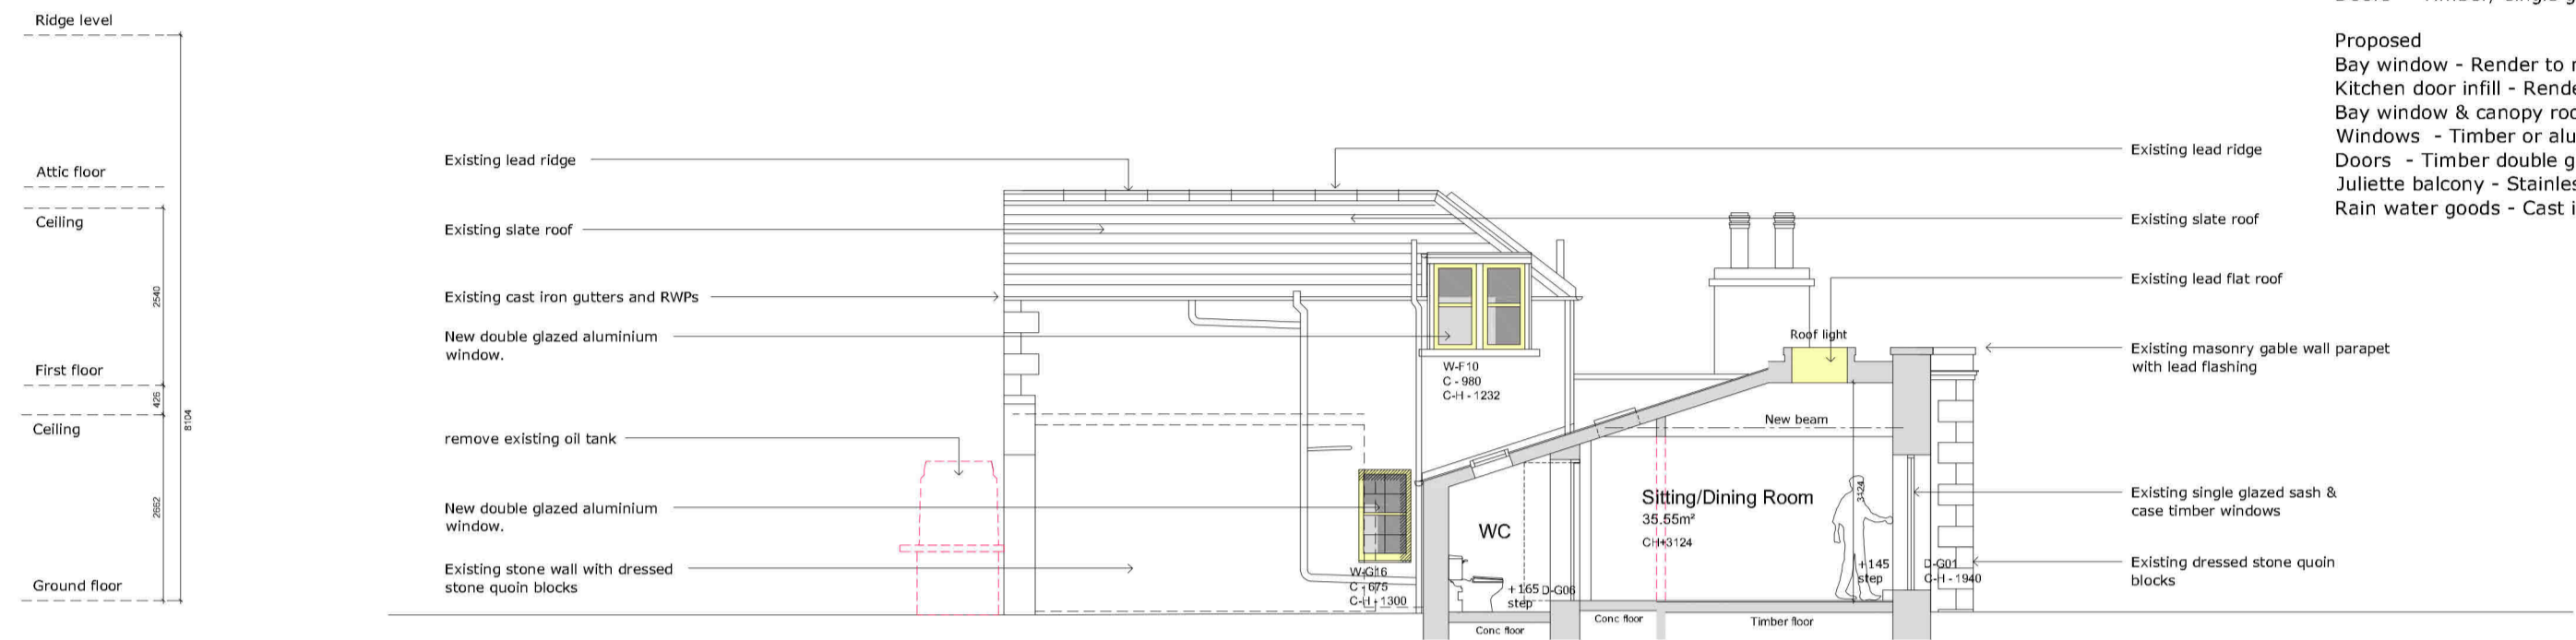 Ridge level
Attic floor
Ceiling
2540
First floor
426
8104
Ceiling
2662
Ground floor
Existing lead ridge
Existing slate roof
Existing cast iron gutters and RWPs
New double glazed aluminium
window.
remove existing oil tank
New double glazed aluminium
window.
Existing stone wall with dressed
stone quoin blocks
W-F10
C - 980
C-H - 1232
W-G16
C - 675
C-H - 1300
WC
+165 D-G06
step
Conc floor
Conc floor
Timber floor
Sitting/Dining Room
35.55m²
CH+3124
Roof light
New beam
3124
+145
step
D-G01
C-H - 1940
Existing lead ridge
Existing slate roof
Existing lead flat roof
Existing masonry gable wall parapet
with lead flashing
Existing single glazed sash &
case timber windows
Existing dressed stone quoin
blocks
Proposed
Bay window - Render to
Kitchen door infill -
Bay window & canopy
Windows - Timber or
Doors - Timber double
Juliette balcony -
Rain water goods - Cast